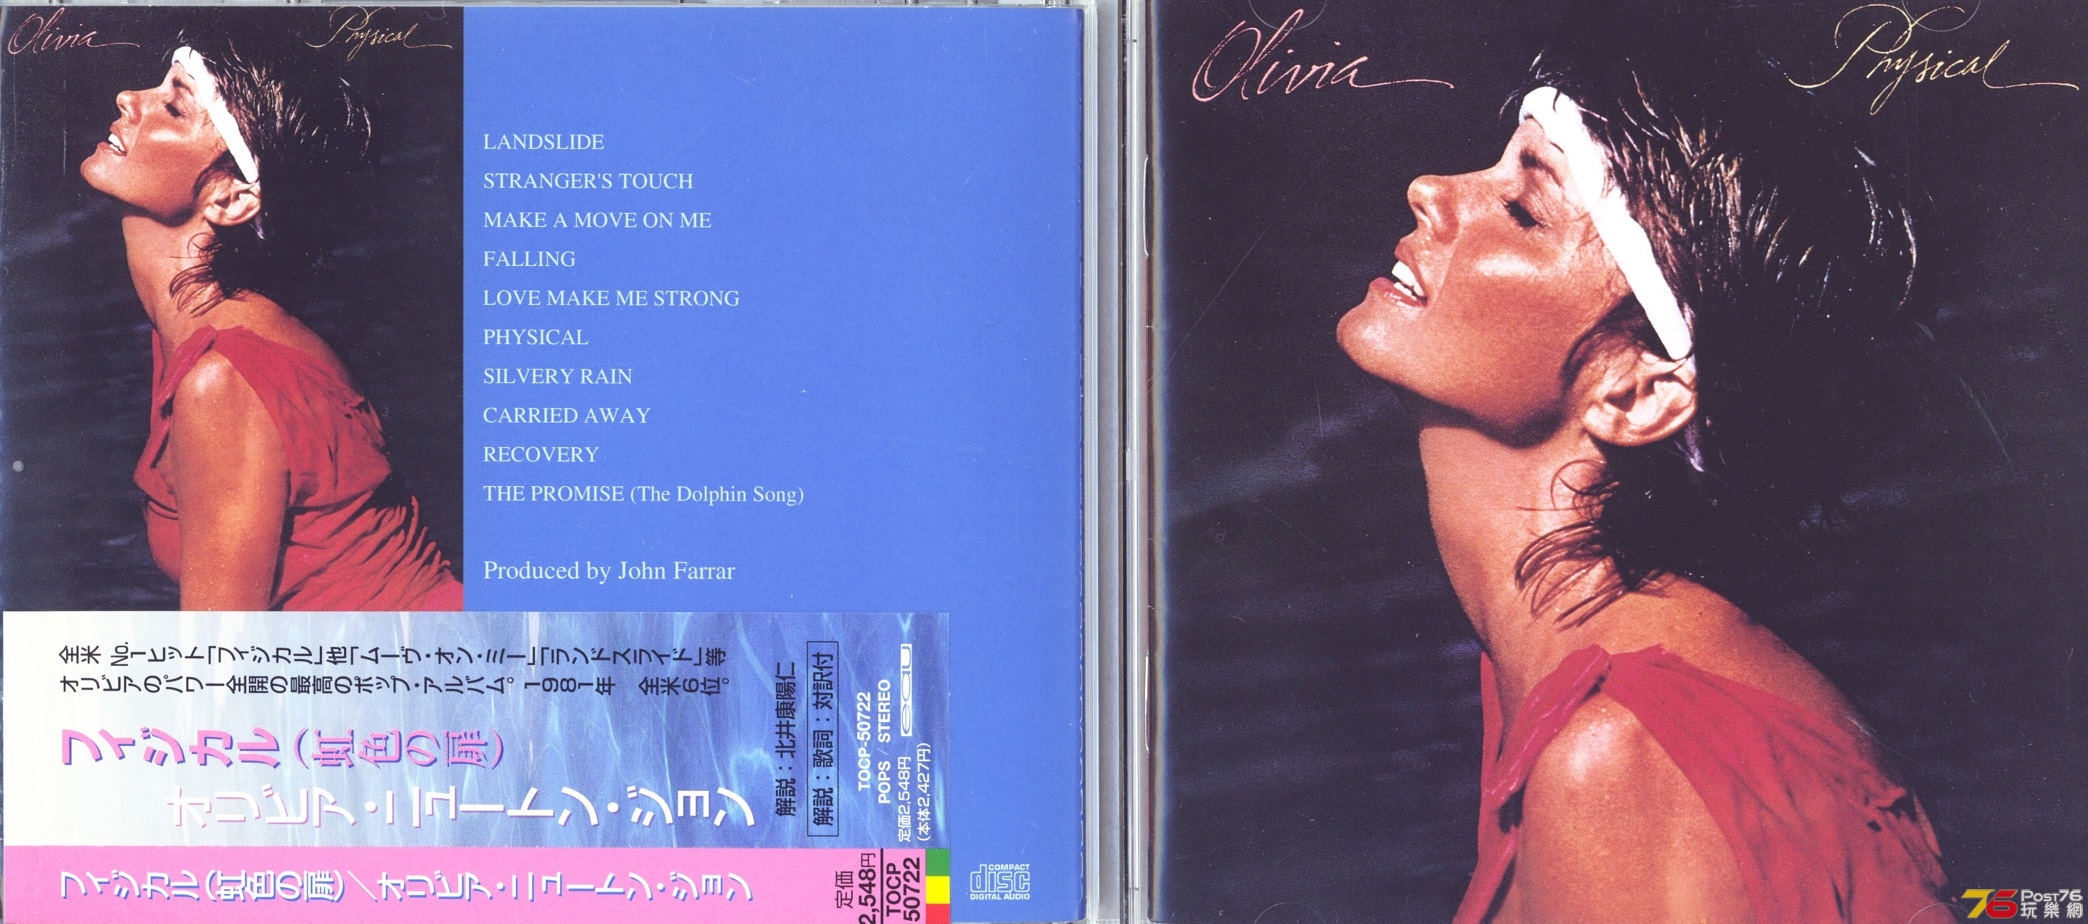 Olivia
Physical
LANDSLIDE
STRANGER'S TOUCH
MAKE A MOVE ON ME
FALLING
LOVE MAKE ME STRONG
PHYSICAL
SILVERY RAIN
CARRIED AWAY
RECOVERY
THE PROMISE (The Dolphin Song)
Produced by John Farrar
全米 No.1ヒット「フィジカル」他「ムーヴ・オン・ミー」「ランドスライド」等
オリビアのパワー全開の最高のポップ・アルバム。1981年 全米6位。
フィジカル(虹色の扉)
オリビア・ニュートン・ジョン
解説:北井康陽仁
解説:歌詞:対訳付
TOCP-50722
POPS / STEREO
定価2,548円
(本体2,427円)
フィジカル(虹色の扉)/オリビア・ニュートン・ジョン
定価
2,548円
TOCP
50722
COMPACT
disc
DIGITAL AUDIO
Olivia
Physical
76 POST76
玩樂網